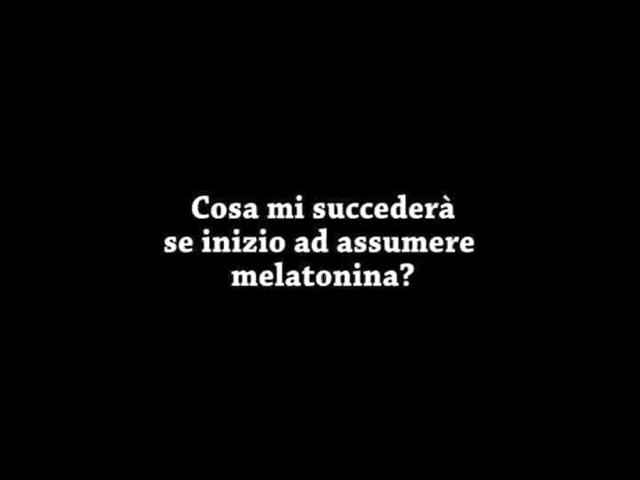 Cosa mi succederà
se inizio ad assumere
melatonina?